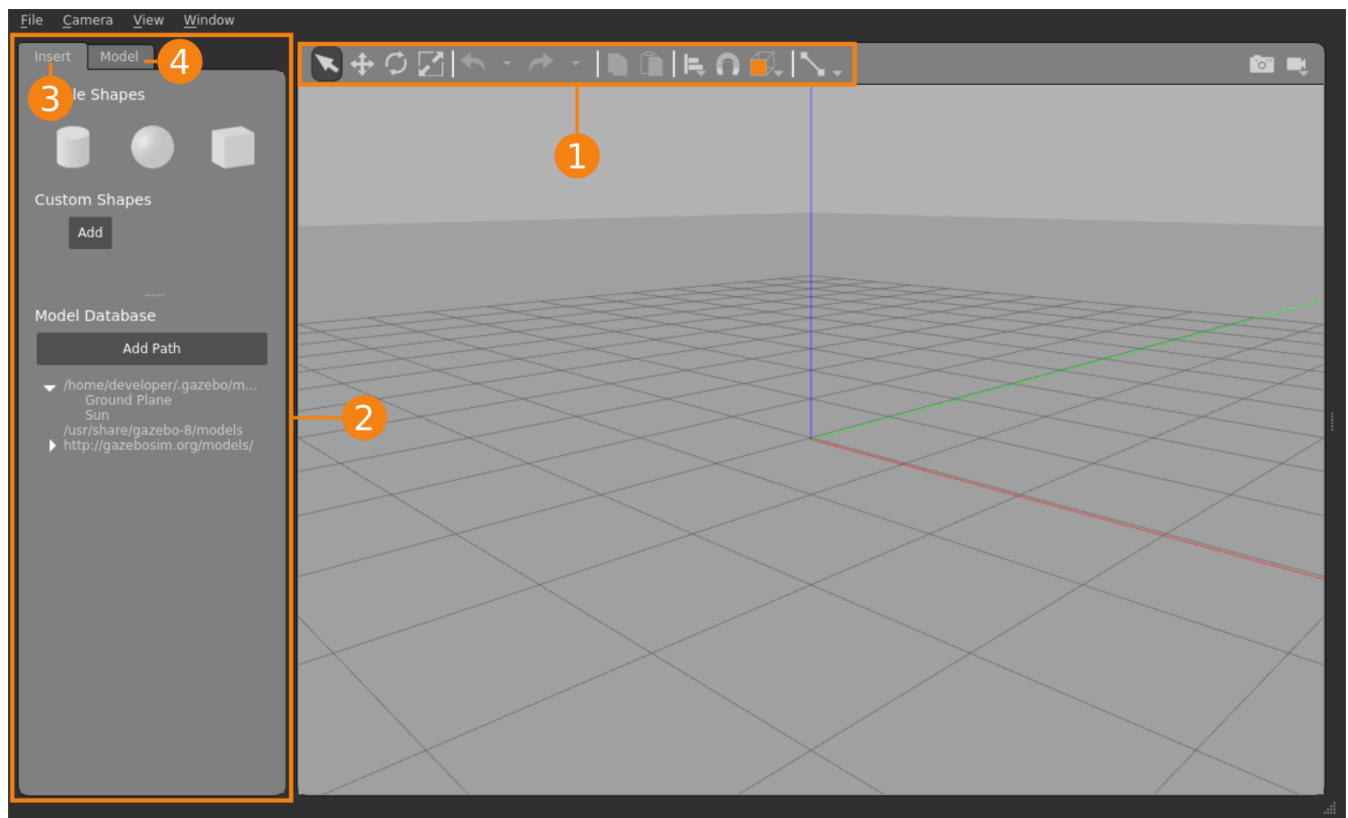 File Camera View Window
Insert Model
4
3
le Shapes
1
Custom Shapes
Add
Model Database
Add Path
/home/developer/.gazebo/m...
Ground Plane
Sun
2
/usr/share/gazebo-8/models
http://gazebosim.org/models/